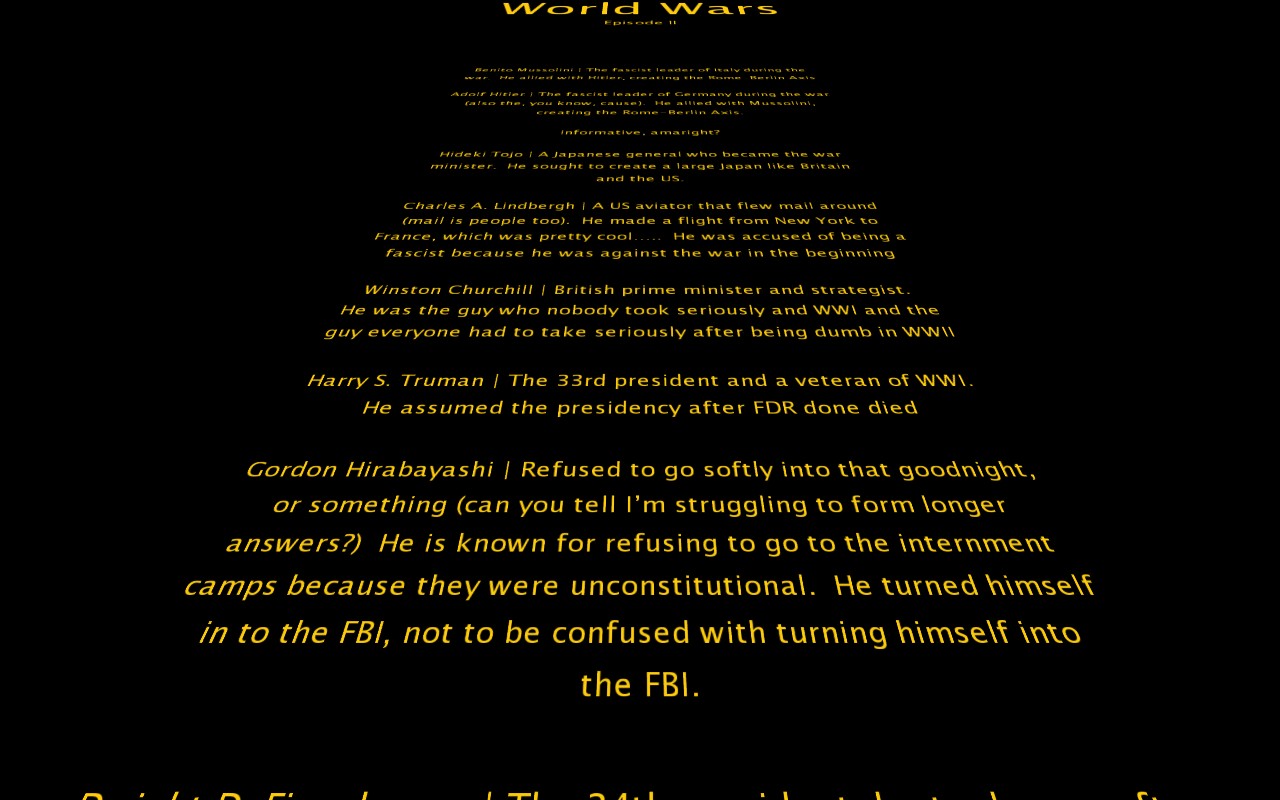 World Wars
Episode II
Benito Mussolini | The fascist leader of Italy during the
war.  He allied with Hitler, creating the Rome-Berlin Axis
Adolf Hitler | The fascist leader of Germany during the war
(also the, you know, cause).  He allied with Mussolini,
creating the Rome-Berlin Axis.
informative, amaright?
Hideki Tojo | A Japanese general who became the war
minister.  He sought to create a large Japan like Britain
and the US.
Charles A. Lindbergh | A US aviator that flew mail around
(mail is people too).  He made a flight from New York to
France, which was pretty cool.....  He was accused of being a
fascist because he was against the war in the beginning
Winston Churchill | British prime minister and strategist.
He was the guy who nobody took seriously and WWI and the
guy everyone had to take seriously after being dumb in WWII
Harry S. Truman | The 33rd president and a veteran of WWI.
He assumed the presidency after FDR done died
Gordon Hirabayashi | Refused to go softly into that goodnight,
or something (can you tell I'm struggling to form longer
answers?)  He is known for refusing to go to the internment
camps because they were unconstitutional.  He turned himself
in to the FBI, not to be confused with turning himself into
the FBI.
| The 34th president